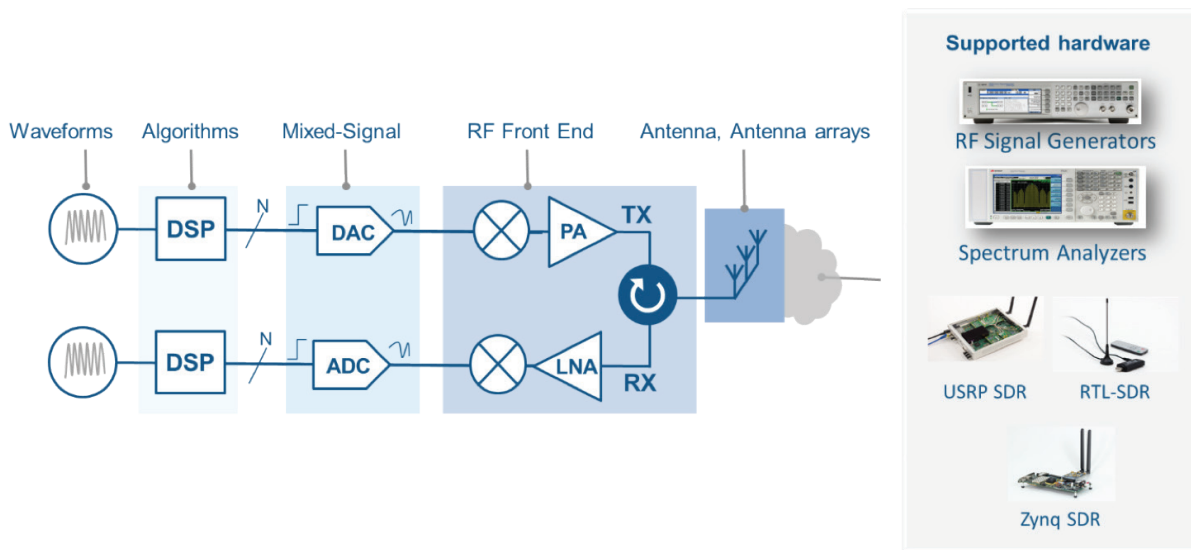 Supported hardware
Waveforms
Algorithms
Mixed-Signal
RF Front End
Antenna, Antenna arrays
RF Signal Generators
DSP
N
DAC
PA
TX
Spectrum Analyzers
DSP
N
ADC
LNA
RX
USRP SDR
RTL-SDR
Zynq SDR